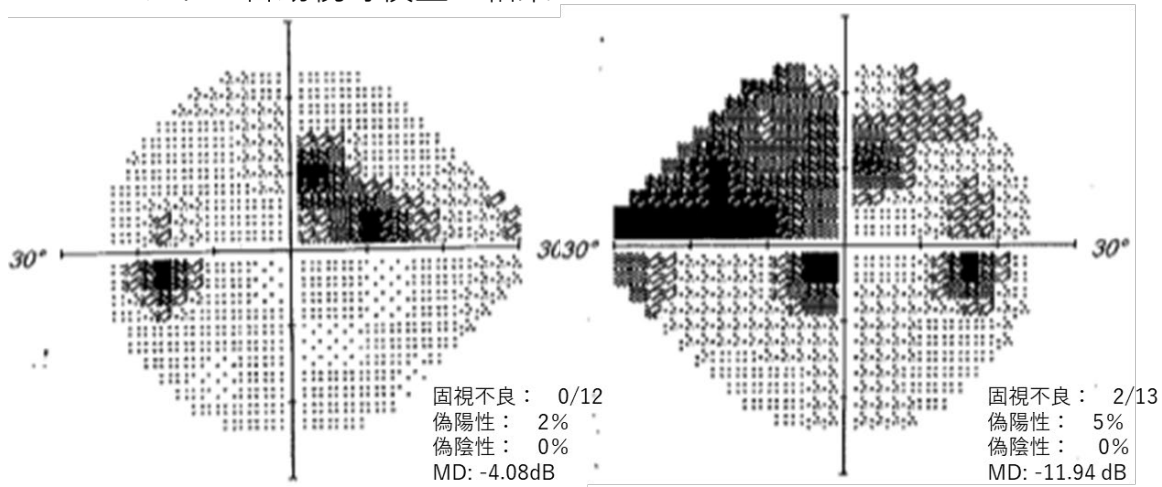 30°
3030°
30°
固視不良： 0/12
偽陽性： 2%
偽陰性： 0%
MD: -4.08dB
固視不良： 2/13
偽陽性： 5%
偽陰性： 0%
MD: -11.94 dB